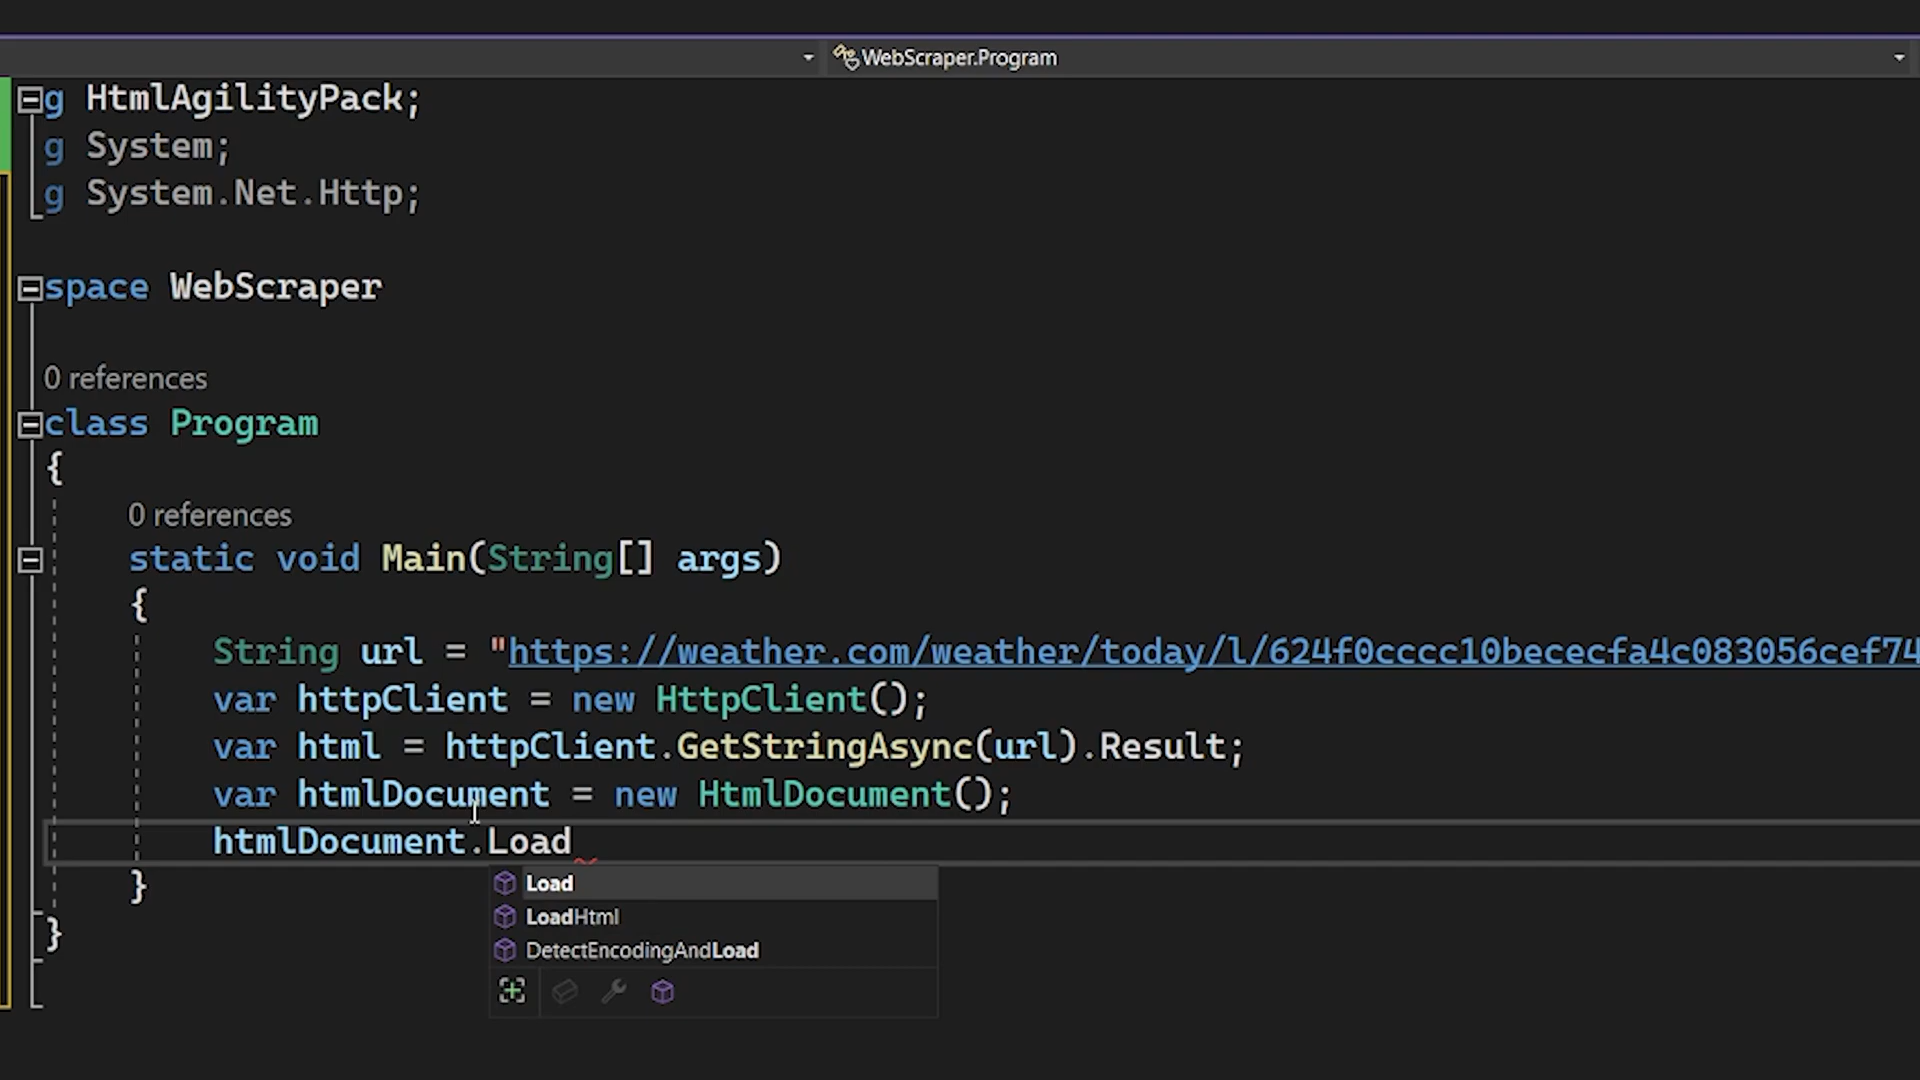 WebScraper.Program
g HtmlAgilityPack;
g System;
g System.Net.Http;
space WebScraper
0 references
class Program
{
0 references
static void Main(String[] args)
{
String url = "https://weather.com/weather/today/l/624f0cccc10bececfa4c083056cef74
var httpClient = new HttpClient();
var html = httpClient.GetStringAsync(url).Result;
var htmlDocument = new HtmlDocument();
htmlDocument.Load
Load
LoadHtml
DetectEncodingAndLoad
}
}